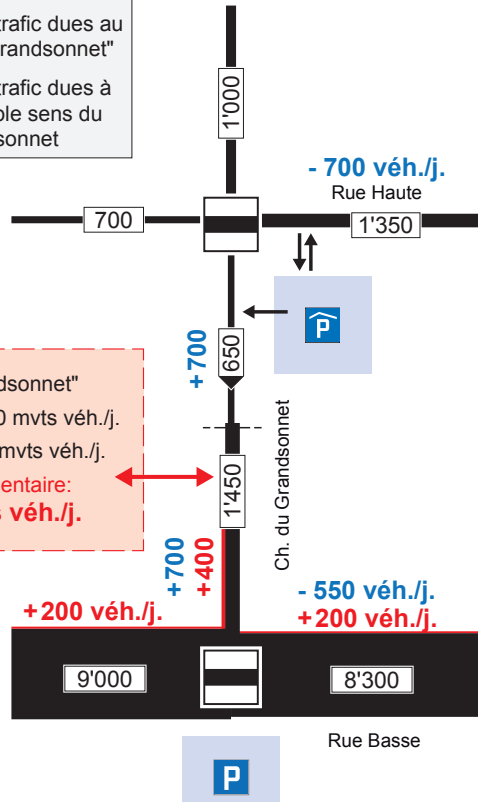 trafic dues au
randsonnet"
trafic dues à
ble sens du
sonnet
1'000
- 700 véh./j.
Rue Haute
700
1'350
P
+700
650
dsonnet"
0 mvts véh./j.
mvts véh./j.
entaire:
s véh./j.
1'450
Ch. du Grandsonnet
+700
+400
- 550 véh./j.
+200 véh./j.
+200 véh./j.
9'000
8'300
Rue Basse
P